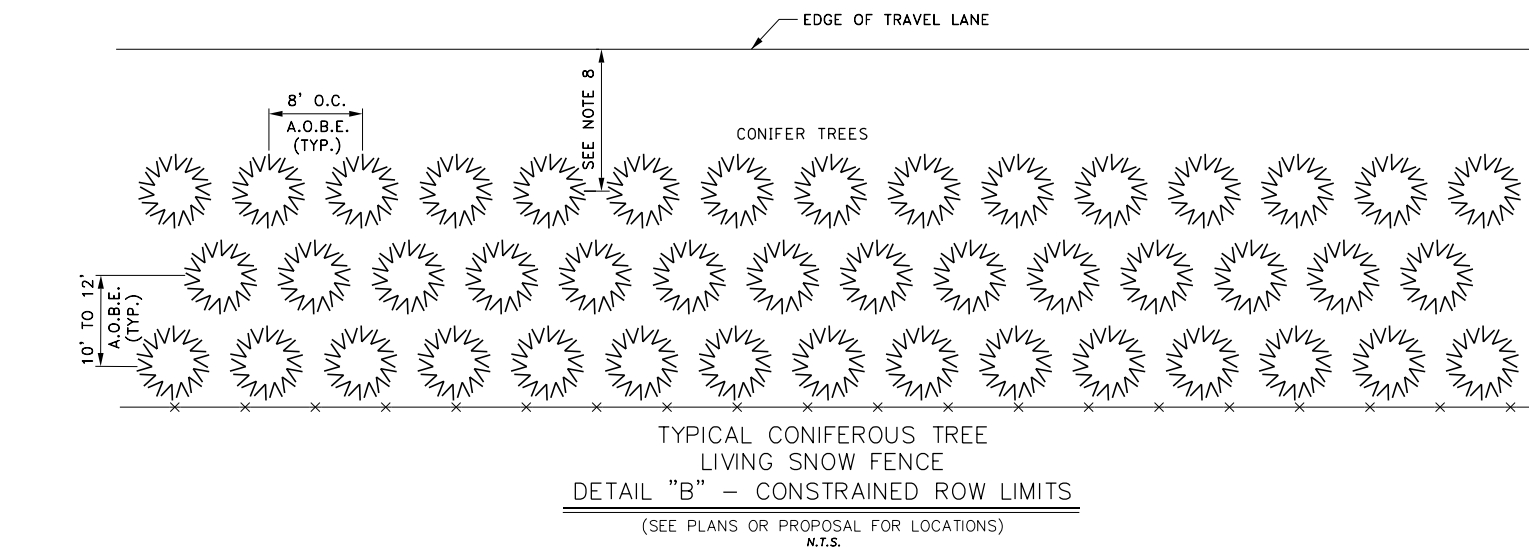 EDGE OF TRAVEL LANE
8' O.C.
A.O.B.E.
(TYP.)
SEE NOTE 8
CONIFER TREES
10' TO 12'
A.O.B.E.
(TYP.)
TYPICAL CONIFEROUS TREE
LIVING SNOW FENCE
DETAIL "B" - CONSTRAINED ROW LIMITS
(SEE PLANS OR PROPOSAL FOR LOCATIONS)
N.T.S.